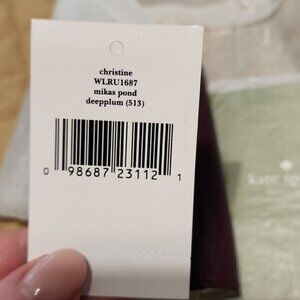 christine
WLRU1687
mikas pond
deepplum (513)
0 98687 23112 1
kate sp